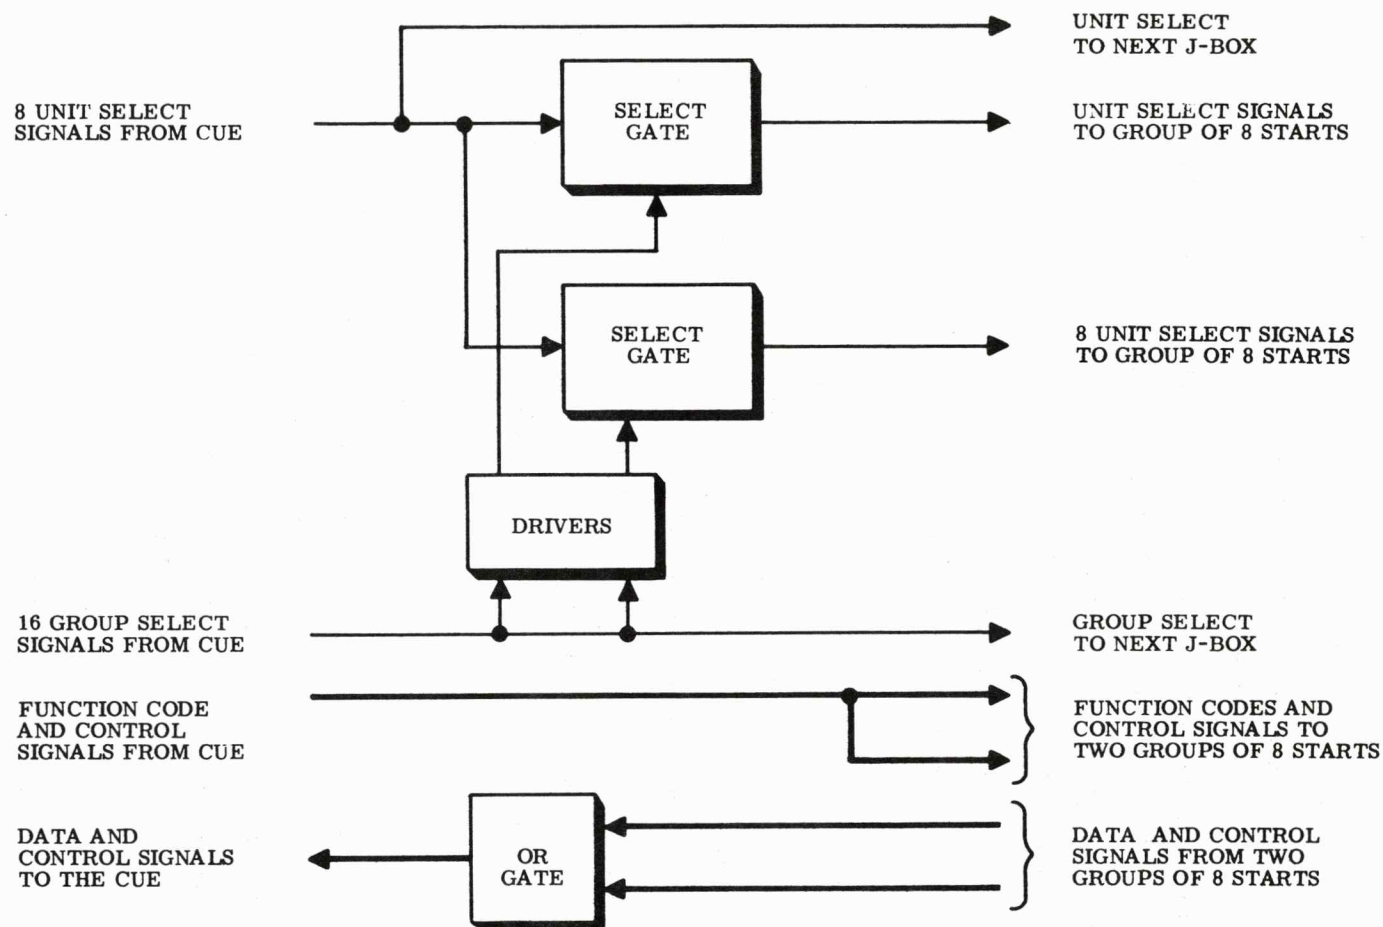 UNIT SELECT
TO NEXT J-BOX
8 UNIT SELECT
SIGNALS FROM CUE
SELECT
GATE
UNIT SELECT SIGNALS
TO GROUP OF 8 STARTS
SELECT
GATE
8 UNIT SELECT SIGNALS
TO GROUP OF 8 STARTS
DRIVERS
16 GROUP SELECT
SIGNALS FROM CUE
GROUP SELECT
TO NEXT J-BOX
FUNCTION CODE
AND CONTROL
SIGNALS FROM CUE
FUNCTION CODES AND
CONTROL SIGNALS TO
TWO GROUPS OF 8 STARTS
DATA AND
CONTROL SIGNALS
TO THE CUE
OR
GATE
DATA AND CONTROL
SIGNALS FROM TWO
GROUPS OF 8 STARTS